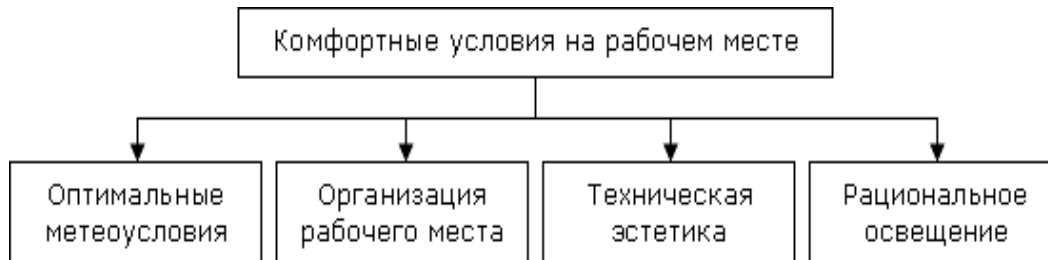 Комфортные условия на рабочем месте
Оптимальные
метеоусловия
Организация
рабочего места
Техническая
эстетика
Рациональное
освещение